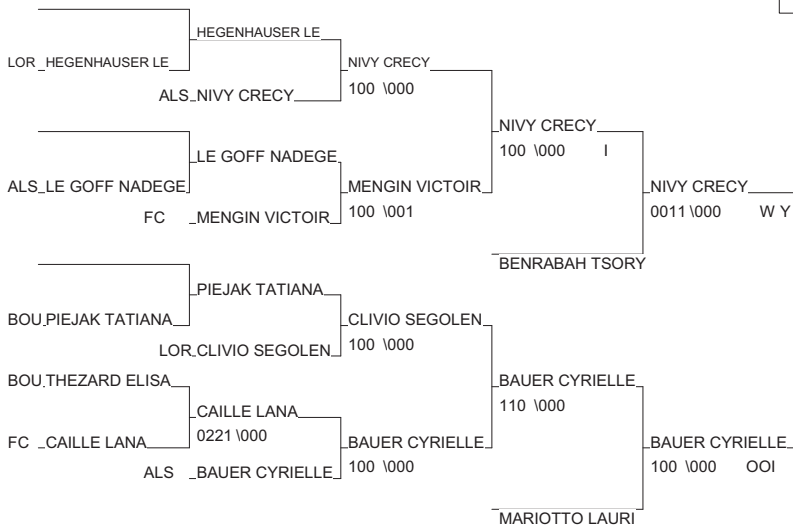 HEGENHAUSER LE
LOR HEGENHAUSER LE
NIVY CRECY
100 \000
ALS NIVY CRECY
NIVY CRECY
100 \000 I
LE GOFF NADEGE
ALS LE GOFF NADEGE
MENGIN VICTOIR
100 \001
NIVY CRECY
0011 \000 W Y
FC MENGIN VICTOIR
BENRABAH TSORY
PIEJAK TATIANA
BOU PIEJAK TATIANA
CLIVIO SEGOLEN
100 \000
LOR CLIVIO SEGOLEN
BOU THEZARD ELISA
BAUER CYRIELLE
110 \000
CAILLE LANA
0221 \000
FC CAILLE LANA
BAUER CYRIELLE
100 \000
BAUER CYRIELLE
100 \000 OOI
ALS BAUER CYRIELLE
MARIOTTO LAURI